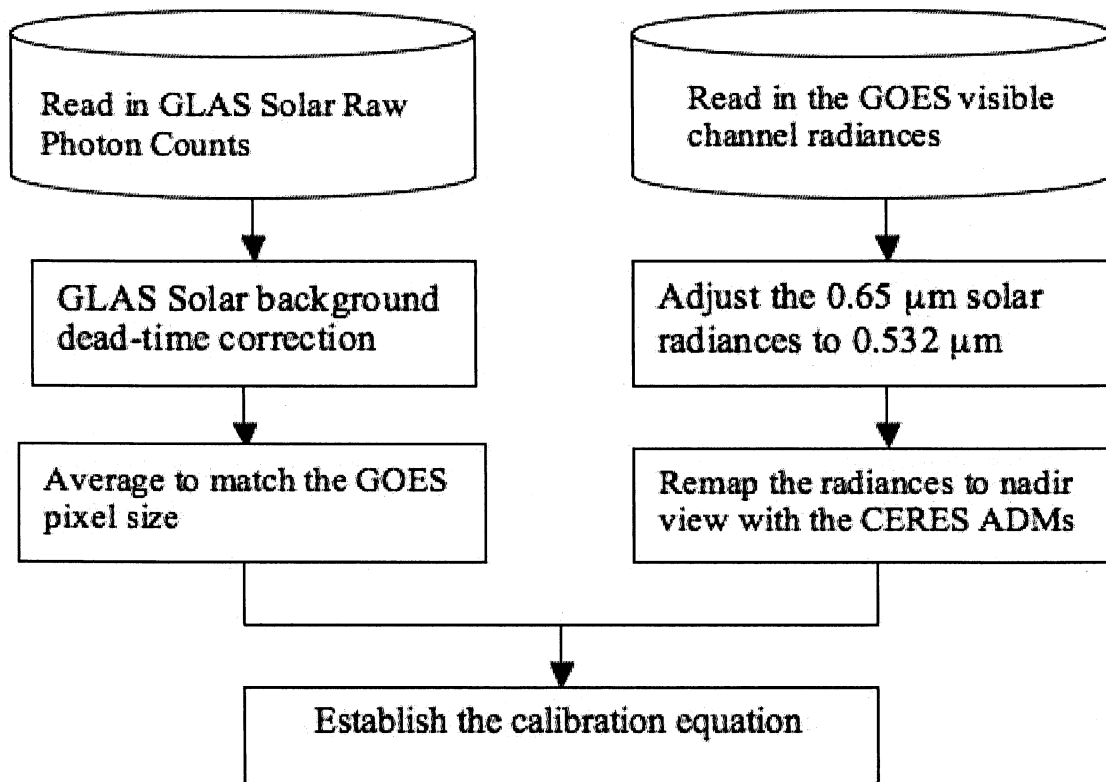 Read in GLAS Solar Raw
Photon Counts
Read in the GOES visible
channel radiances
GLAS Solar background
dead-time correction
Adjust the 0.65 μm solar
radiances to 0.532 μm
Average to match the GOES
pixel size
Remap the radiances to nadir
view with the CERES ADMs
Establish the calibration equation